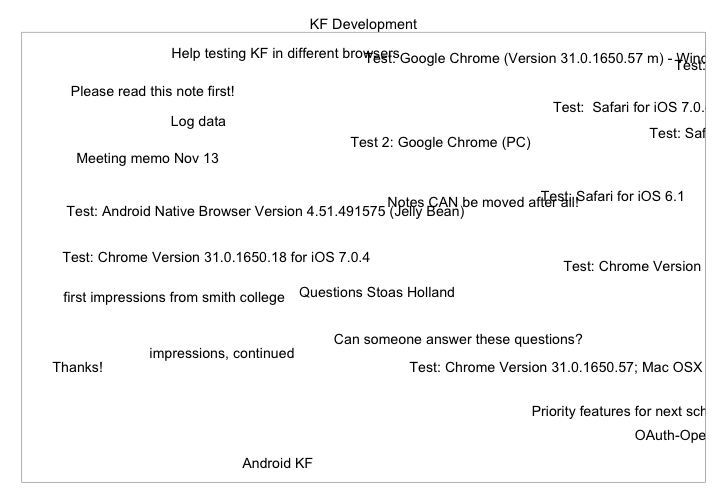 KF Development
Help testing KF in different browsers
Test: Google Chrome (Version 31.0.1650.57 m) - Wind
Test:
Please read this note first!
Test:  Safari for iOS 7.0.
Log data
Test: Saf
Test 2: Google Chrome (PC)
Meeting memo Nov 13
Test: Safari for iOS 6.1
Notes CAN be moved after all!
Test: Android Native Browser Version 4.51.491575 (Jelly Bean)
Test: Chrome Version 31.0.1650.18 for iOS 7.0.4
Test: Chrome Version
Questions Stoas Holland
first impressions from smith college
Can someone answer these questions?
impressions, continued
Thanks!
Test: Chrome Version 31.0.1650.57; Mac OSX
Priority features for next sch
OAuth-Ope
Android KF